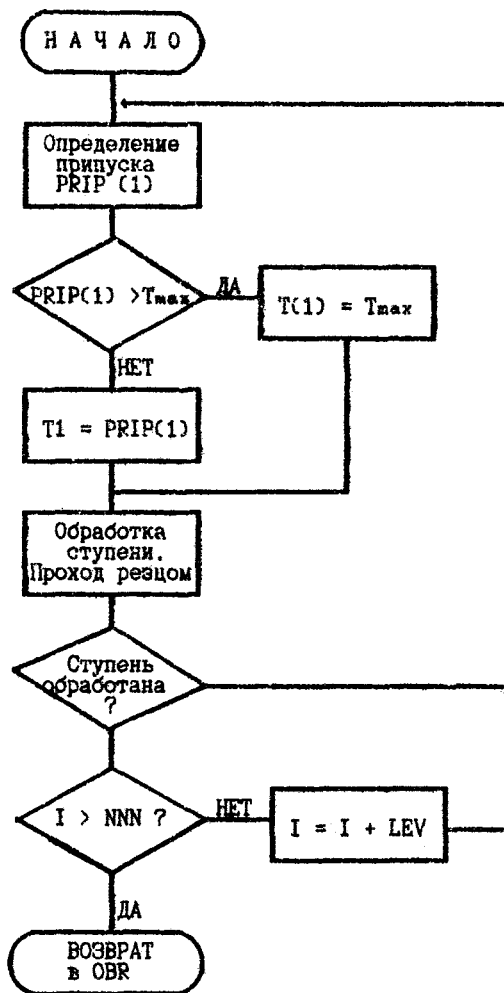 Н А Ч А Л О
Определение
припуска
PRIP (1)
PRIP(1) >Tmax
ДА
T(1) = Tmax
НЕТ
T1 = PRIP(1)
Обработка
ступени.
Проход резцом
Ступень
обработана
?
I > NNN ?
НЕТ
I = I + LEV
ДА
ВОЗВРАТ
в OBR